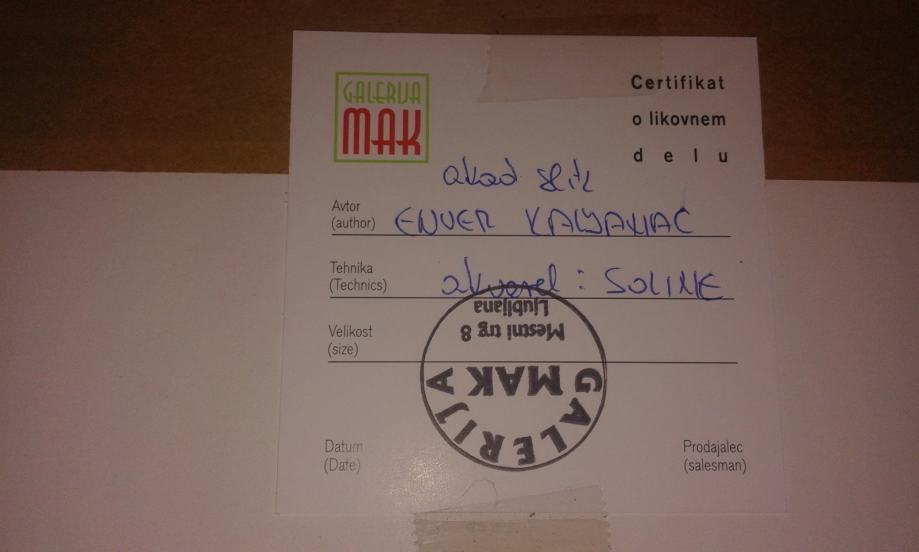 GALERIJA
MAK
Certifikat
o likovnem
delu
akad slik
Avtor
(author)
ENVER KALJANAC
Tehnika
(Technics)
akvarel : SOLINE
Velikost
(size)
Mestni trg 8
Ljubljana
GALERIJA
MAK
Datum
(Date)
Prodajalec
(salesman)